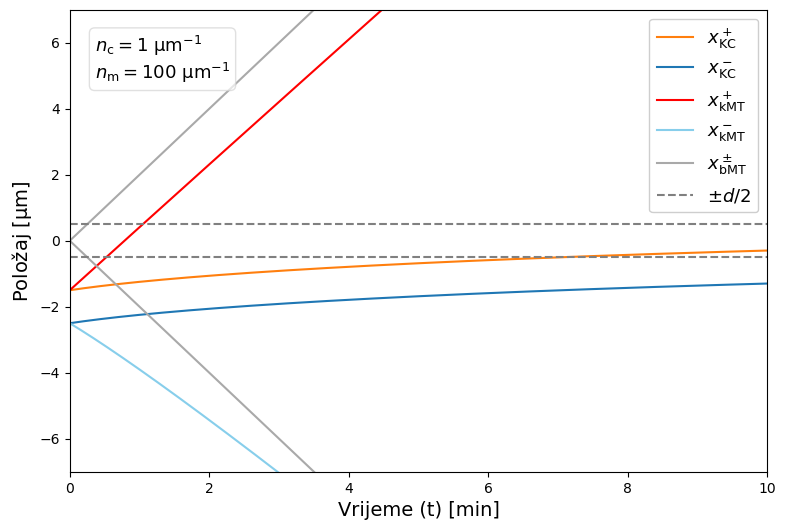 n_c = 1 µm⁻¹
n_m = 100 µm⁻¹
x⁺_KC
x⁻_KC
x⁺_kMT
x⁻_kMT
x±_bMT
±d/2
6
4
2
0
−2
−4
−6
Položaj [µm]
0 2 4 6 8 10
Vrijeme (t) [min]